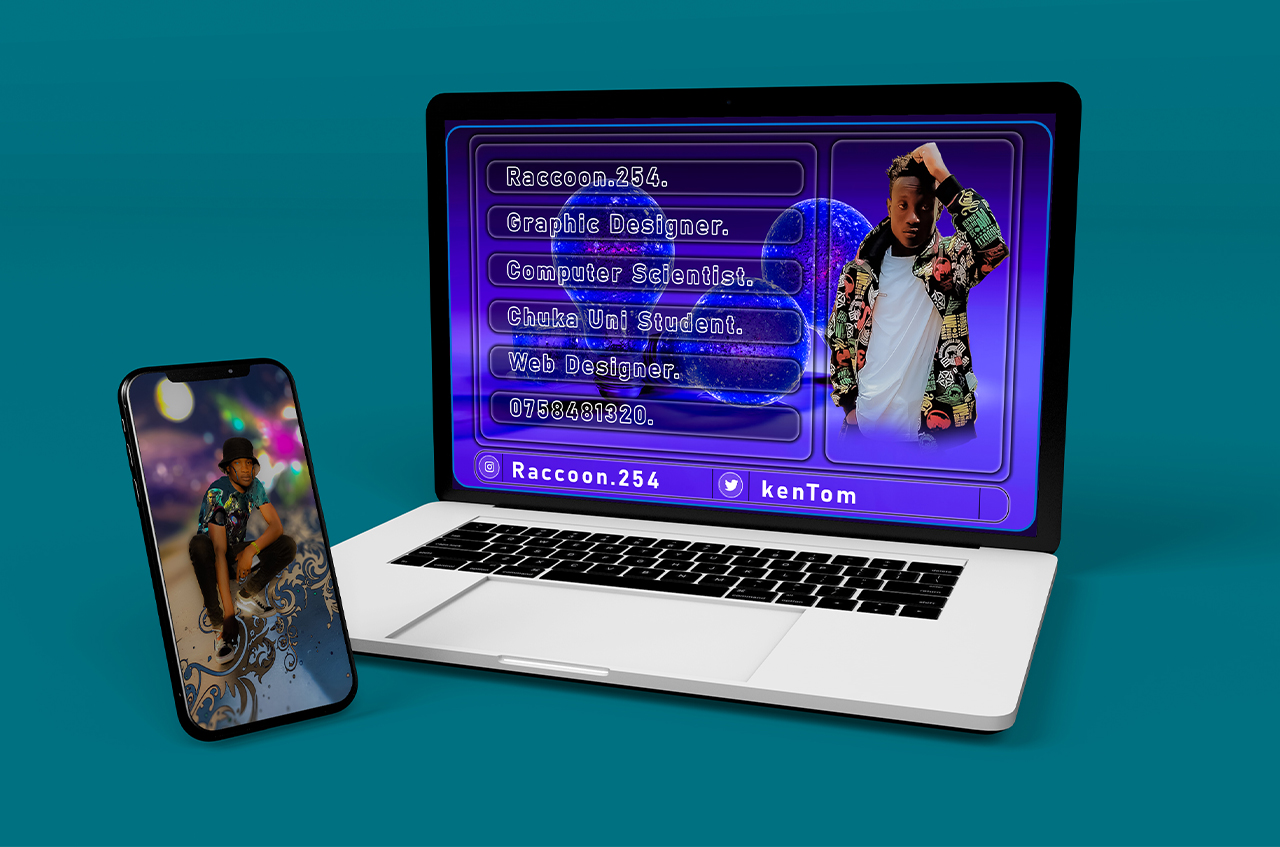 Raccoon.254.
Graphic Designer.
Computer Scientist.
Chuka Uni Student.
Web Designer.
0758481320.
Raccoon.254
kenTom